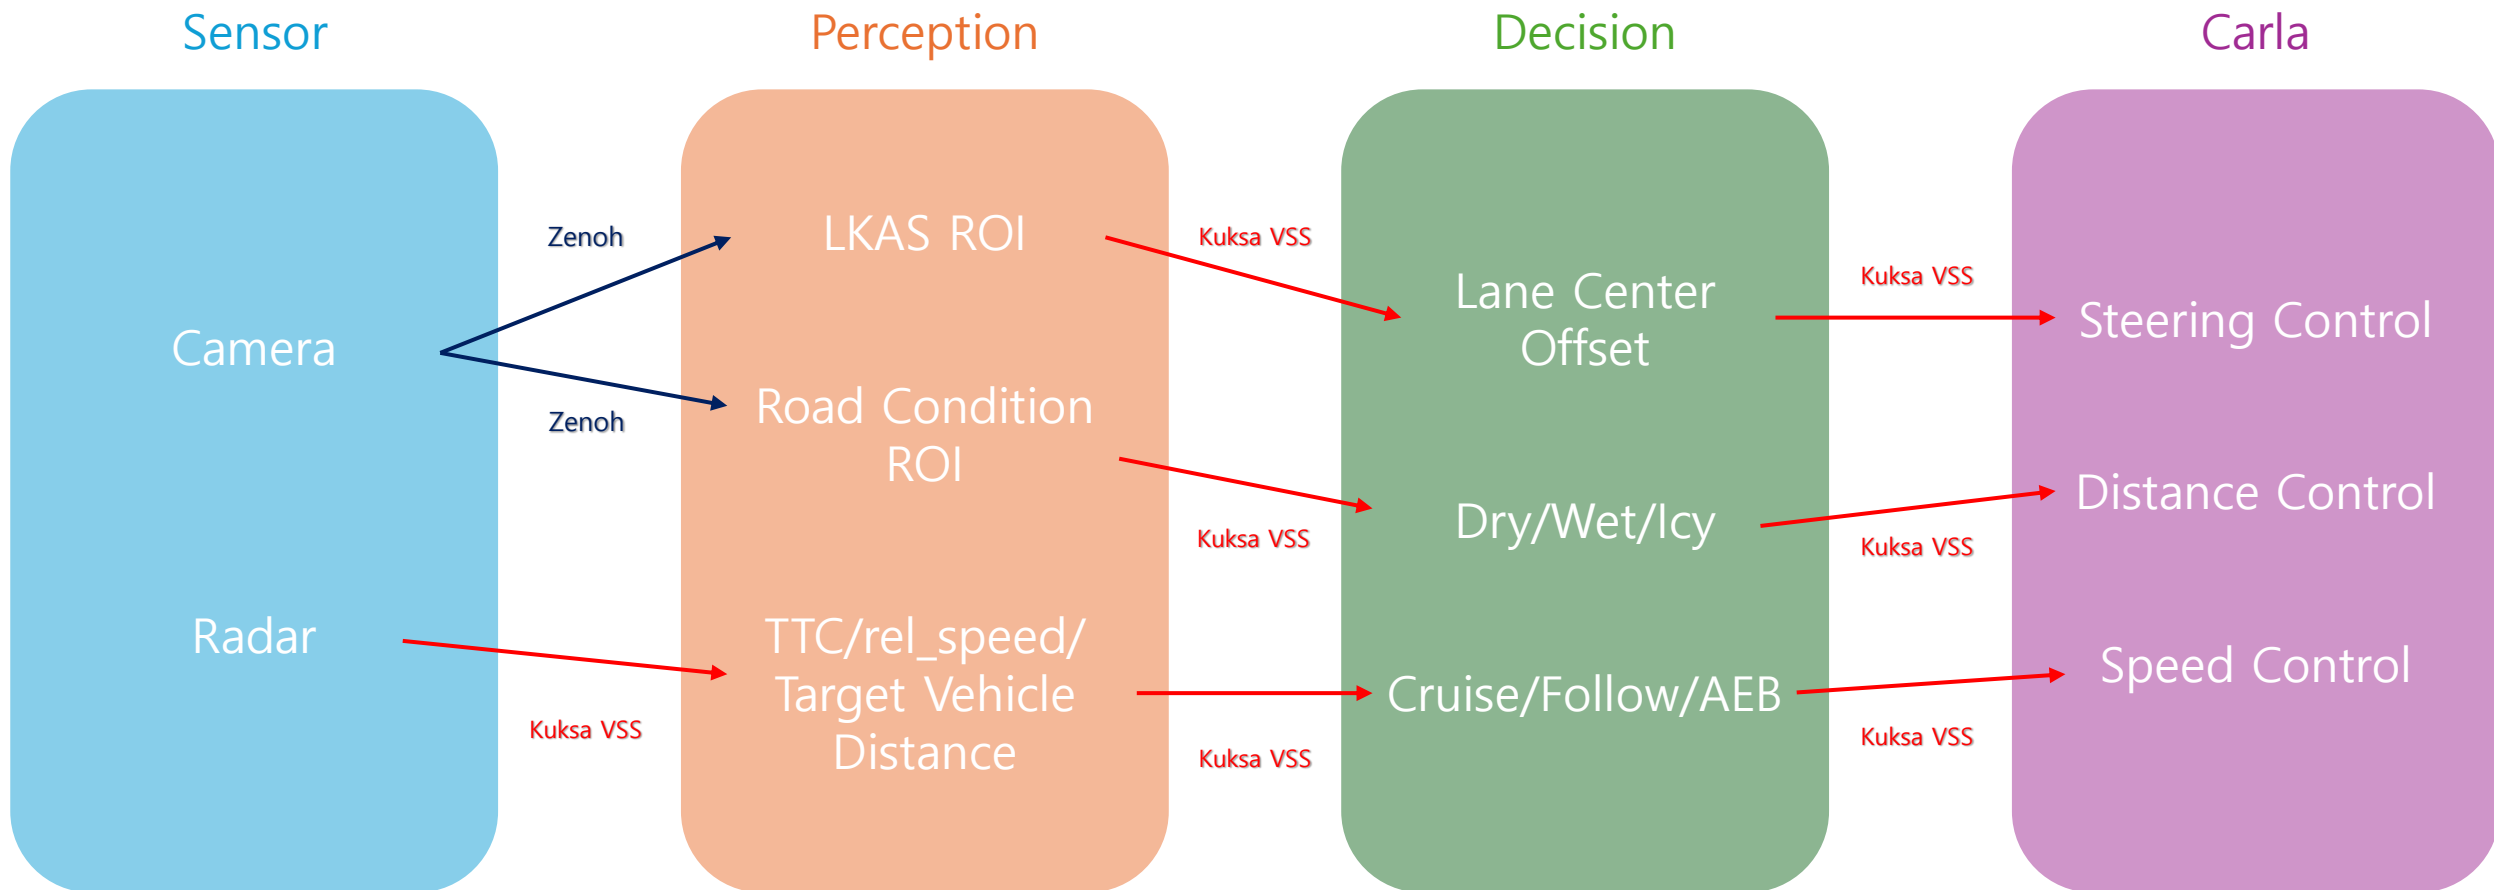 Sensor
Perception
Decision
Carla
Camera
Radar
Zenoh
Zenoh
Kuksa VSS
LKAS ROI
Road Condition
ROI
TTC/rel_speed/
Target Vehicle
Distance
Kuksa VSS
Kuksa VSS
Kuksa VSS
Lane Center
Offset
Dry/Wet/Icy
Cruise/Follow/AEB
Kuksa VSS
Kuksa VSS
Kuksa VSS
Steering Control
Distance Control
Speed Control